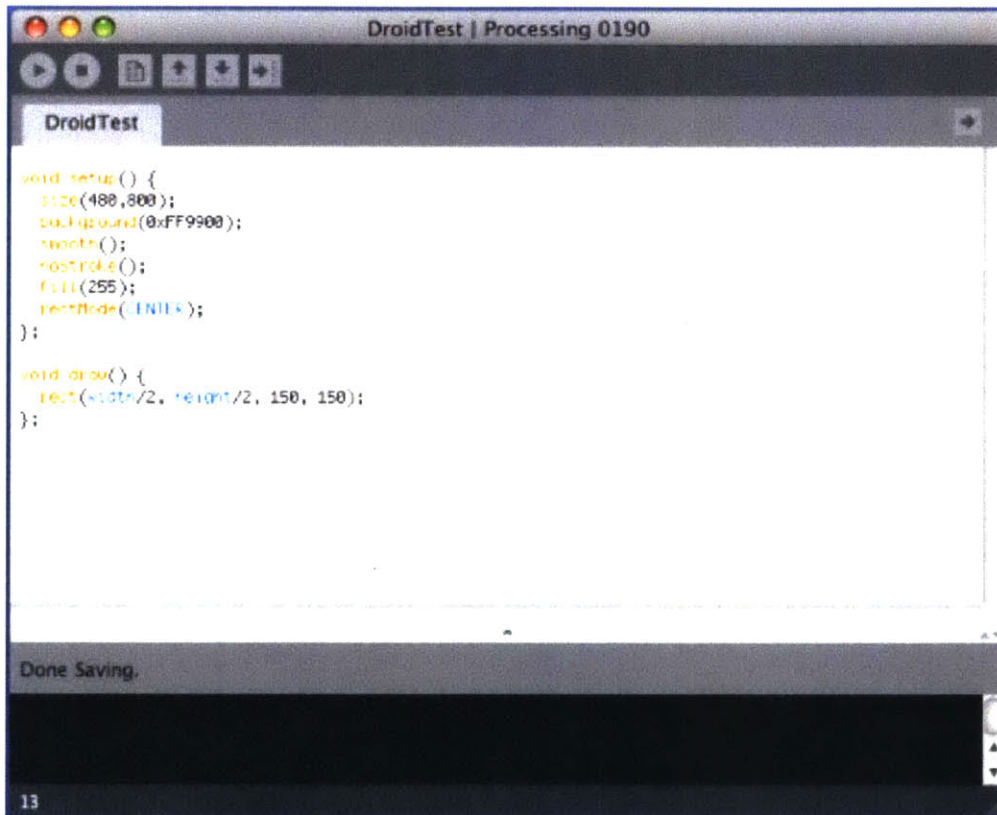 DroidTest | Processing 0190
DroidTest
void setup() {
size(480,800);
background(0xFF9900);
smooth();
noStroke();
fill(255);
rectMode(CENTER);
};
void draw() {
rect(width/2, height/2, 150, 150);
};
Done Saving.
13